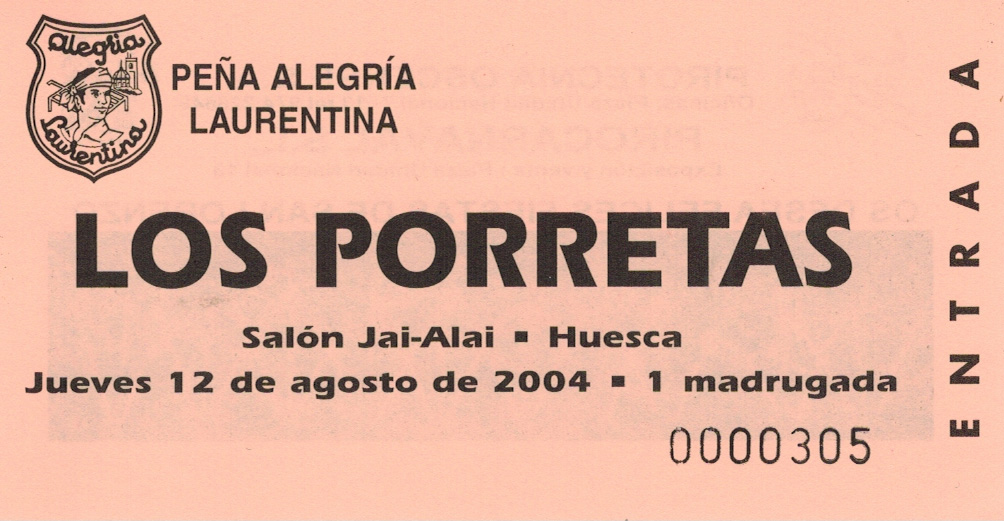 Alegria
Laurentina
PEÑA ALEGRÍA
LAURENTINA
LOS PORRETAS
Salón Jai-Alai ▪ Huesca
Jueves 12 de agosto de 2004 ▪ 1 madrugada
0000305
ENTRADA